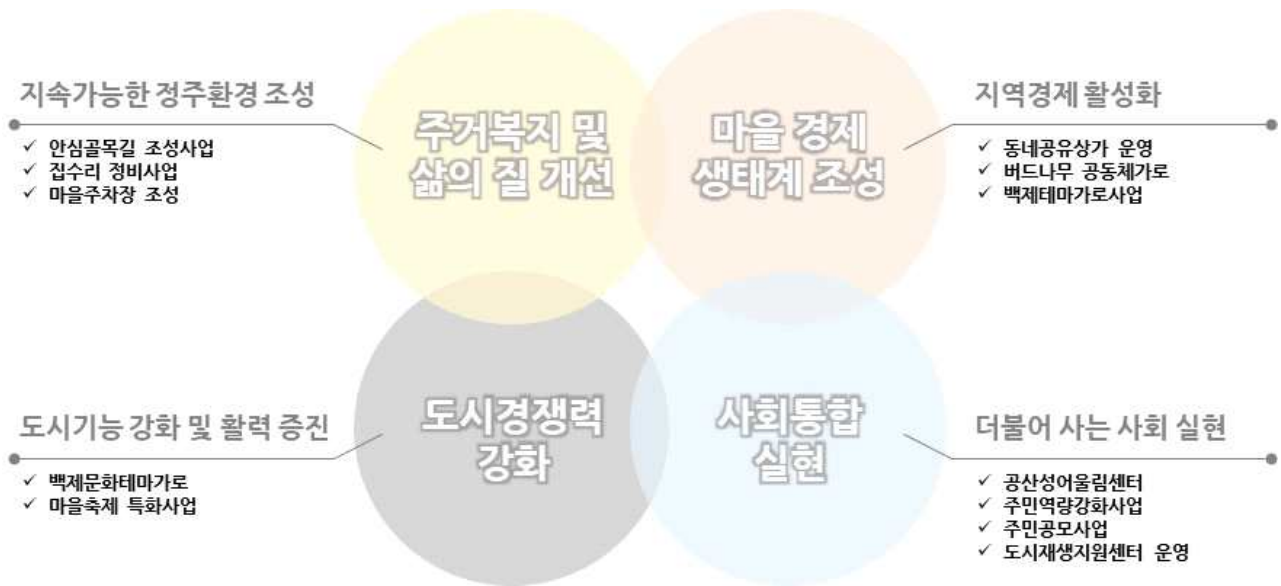 지속가능한 정주환경 조성
✓ 안심골목길 조성사업
✓ 집수리 정비사업
✓ 마을주차장 조성
주거복지 및
삶의 질 개선
마을 경제
생태계 조성
지역경제 활성화
✓ 동네공유상가 운영
✓ 버드나무 공동체가로
✓ 백제테마가로사업
도시기능 강화 및 활력 증진
✓ 백제문화테마가로
✓ 마을축제 특화사업
도시경쟁력
강화
사회통합
실현
더불어 사는 사회 실현
✓ 공산성어울림센터
✓ 주민역량강화사업
✓ 주민공모사업
✓ 도시재생지원센터 운영